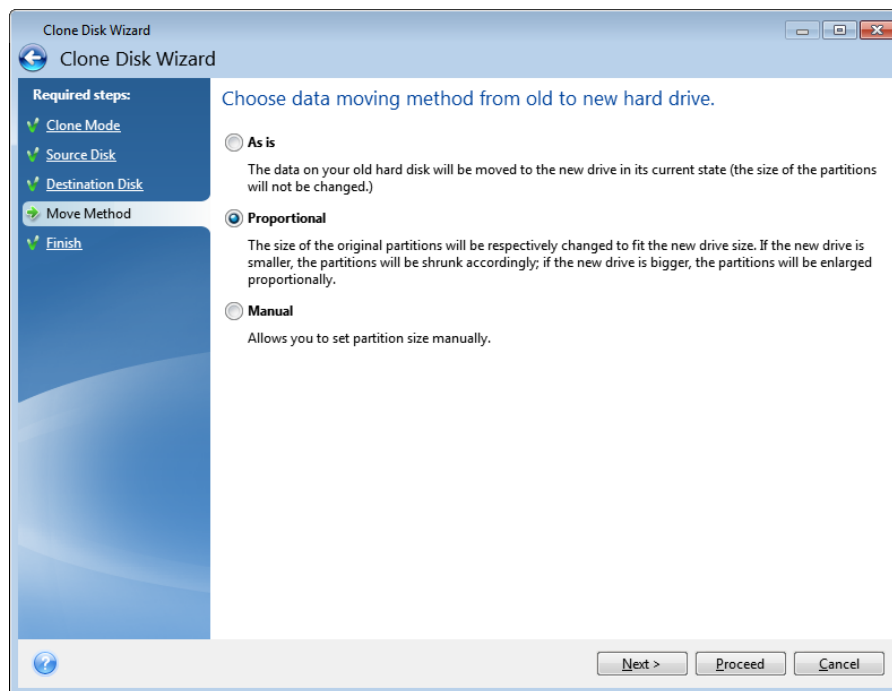 Clone Disk Wizard
Clone Disk Wizard
Required steps:
Clone Mode
Source Disk
Destination Disk
Move Method
Finish
Choose data moving method from old to new hard drive.
As is
The data on your old hard disk will be moved to the new drive in its current state (the size of the partitions
will not be changed.)
Proportional
The size of the original partitions will be respectively changed to fit the new drive size. If the new drive is
smaller, the partitions will be shrunk accordingly; if the new drive is bigger, the partitions will be enlarged
proportionally.
Manual
Allows you to set partition size manually.
?
Next >
Proceed
Cancel